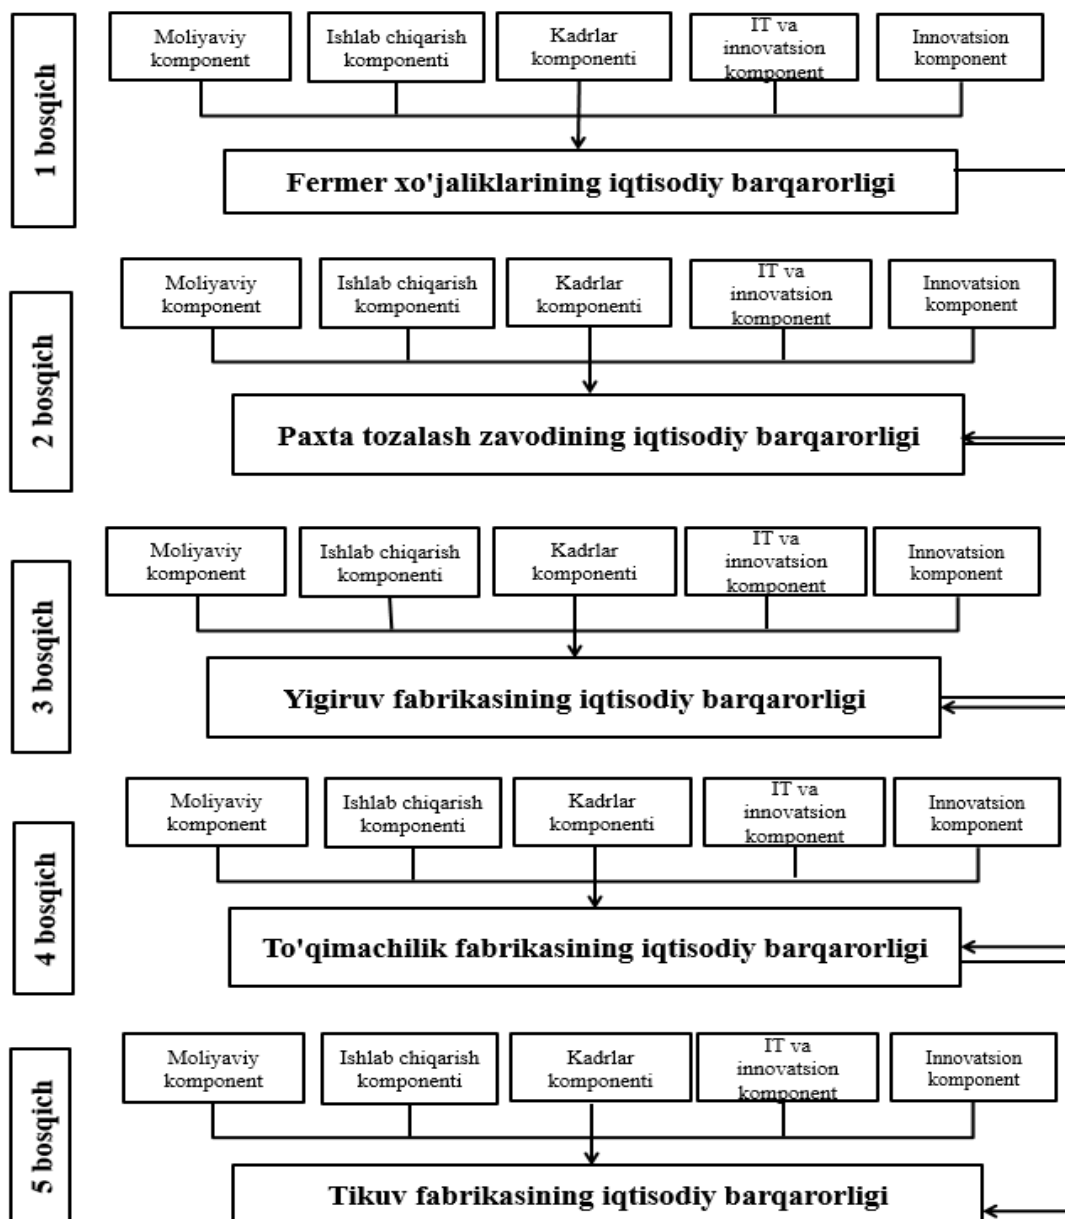 1 bosqich
Moliyaviy
komponent
Ishlab chiqarish
komponenti
Kadrlar
komponenti
IT va
innovatsion
komponent
Innovatsion
komponent
Fermer xo'jaliklarining iqtisodiy barqarorligi
2 bosqich
Moliyaviy
komponent
Ishlab chiqarish
komponenti
Kadrlar
komponenti
IT va
innovatsion
komponent
Innovatsion
komponent
Paxta tozalash zavodining iqtisodiy barqarorligi
3 bosqich
Moliyaviy
komponent
Ishlab chiqarish
komponenti
Kadrlar
komponenti
IT va
innovatsion
komponent
Innovatsion
komponent
Yigiruv fabrikasining iqtisodiy barqarorligi
4 bosqich
Moliyaviy
komponent
Ishlab chiqarish
komponenti
Kadrlar
komponenti
IT va
innovatsion
komponent
Innovatsion
komponent
To'qimachilik fabrikasining iqtisodiy barqarorligi
5 bosqich
Moliyaviy
komponent
Ishlab chiqarish
komponenti
Kadrlar
komponenti
IT va
innovatsion
komponent
Innovatsion
komponent
Tikuv fabrikasining iqtisodiy barqarorligi